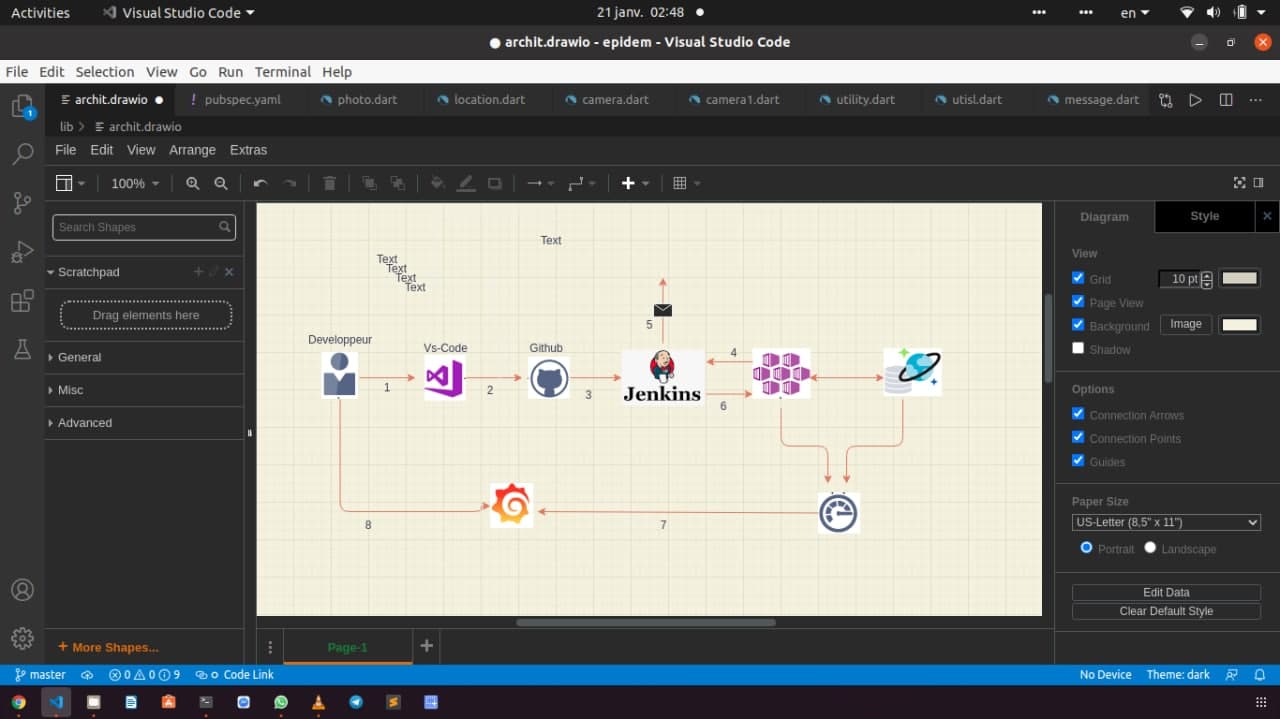 Activities Visual Studio Code 21 janv. 02:48 en
archit.drawio - epidem - Visual Studio Code
File Edit Selection View Go Run Terminal Help
archit.drawio pubspec.yaml photo.dart location.dart camera.dart camera1.dart utility.dart utisl.dart message.dart
1
lib > archit.drawio
File Edit View Arrange Extras
100%
Search Shapes
Scratchpad
Drag elements here
General
Misc
Advanced
+ More Shapes...
Text
Text
Text
Text
Text
5
Developpeur Vs-Code Github
4
1 2 3 Jenkins
6
8 7
Page-1
Diagram Style
View
Grid 10 pt
Page View
Background Image
Shadow
Options
Connection Arrows
Connection Points
Guides
Paper Size
US-Letter (8,5" x 11")
Portrait Landscape
Edit Data
Clear Default Style
master 0 0 9 Code Link No Device Theme: dark